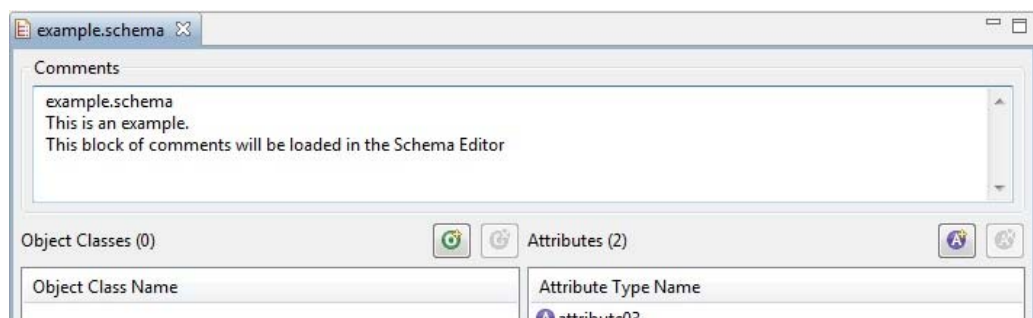 example.schema
Comments
example.schema
This is an example.
This block of comments will be loaded in the Schema Editor
Object Classes (0)
Attributes (2)
Object Class Name
Attribute Type Name